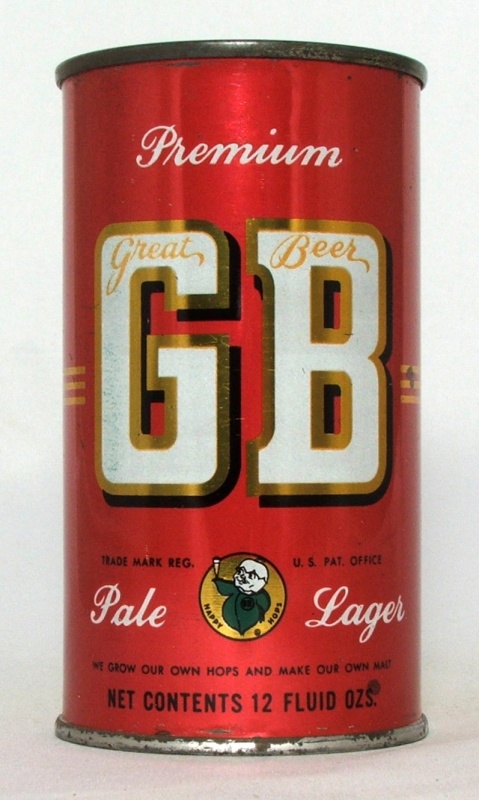 Premium
Great Beer
GB
TRADE MARK REG. U. S. PAT. OFFICE
Pale Lager
HAPPY HOPS
WE GROW OUR OWN HOPS AND MAKE OUR OWN MALT
NET CONTENTS 12 FLUID OZS.